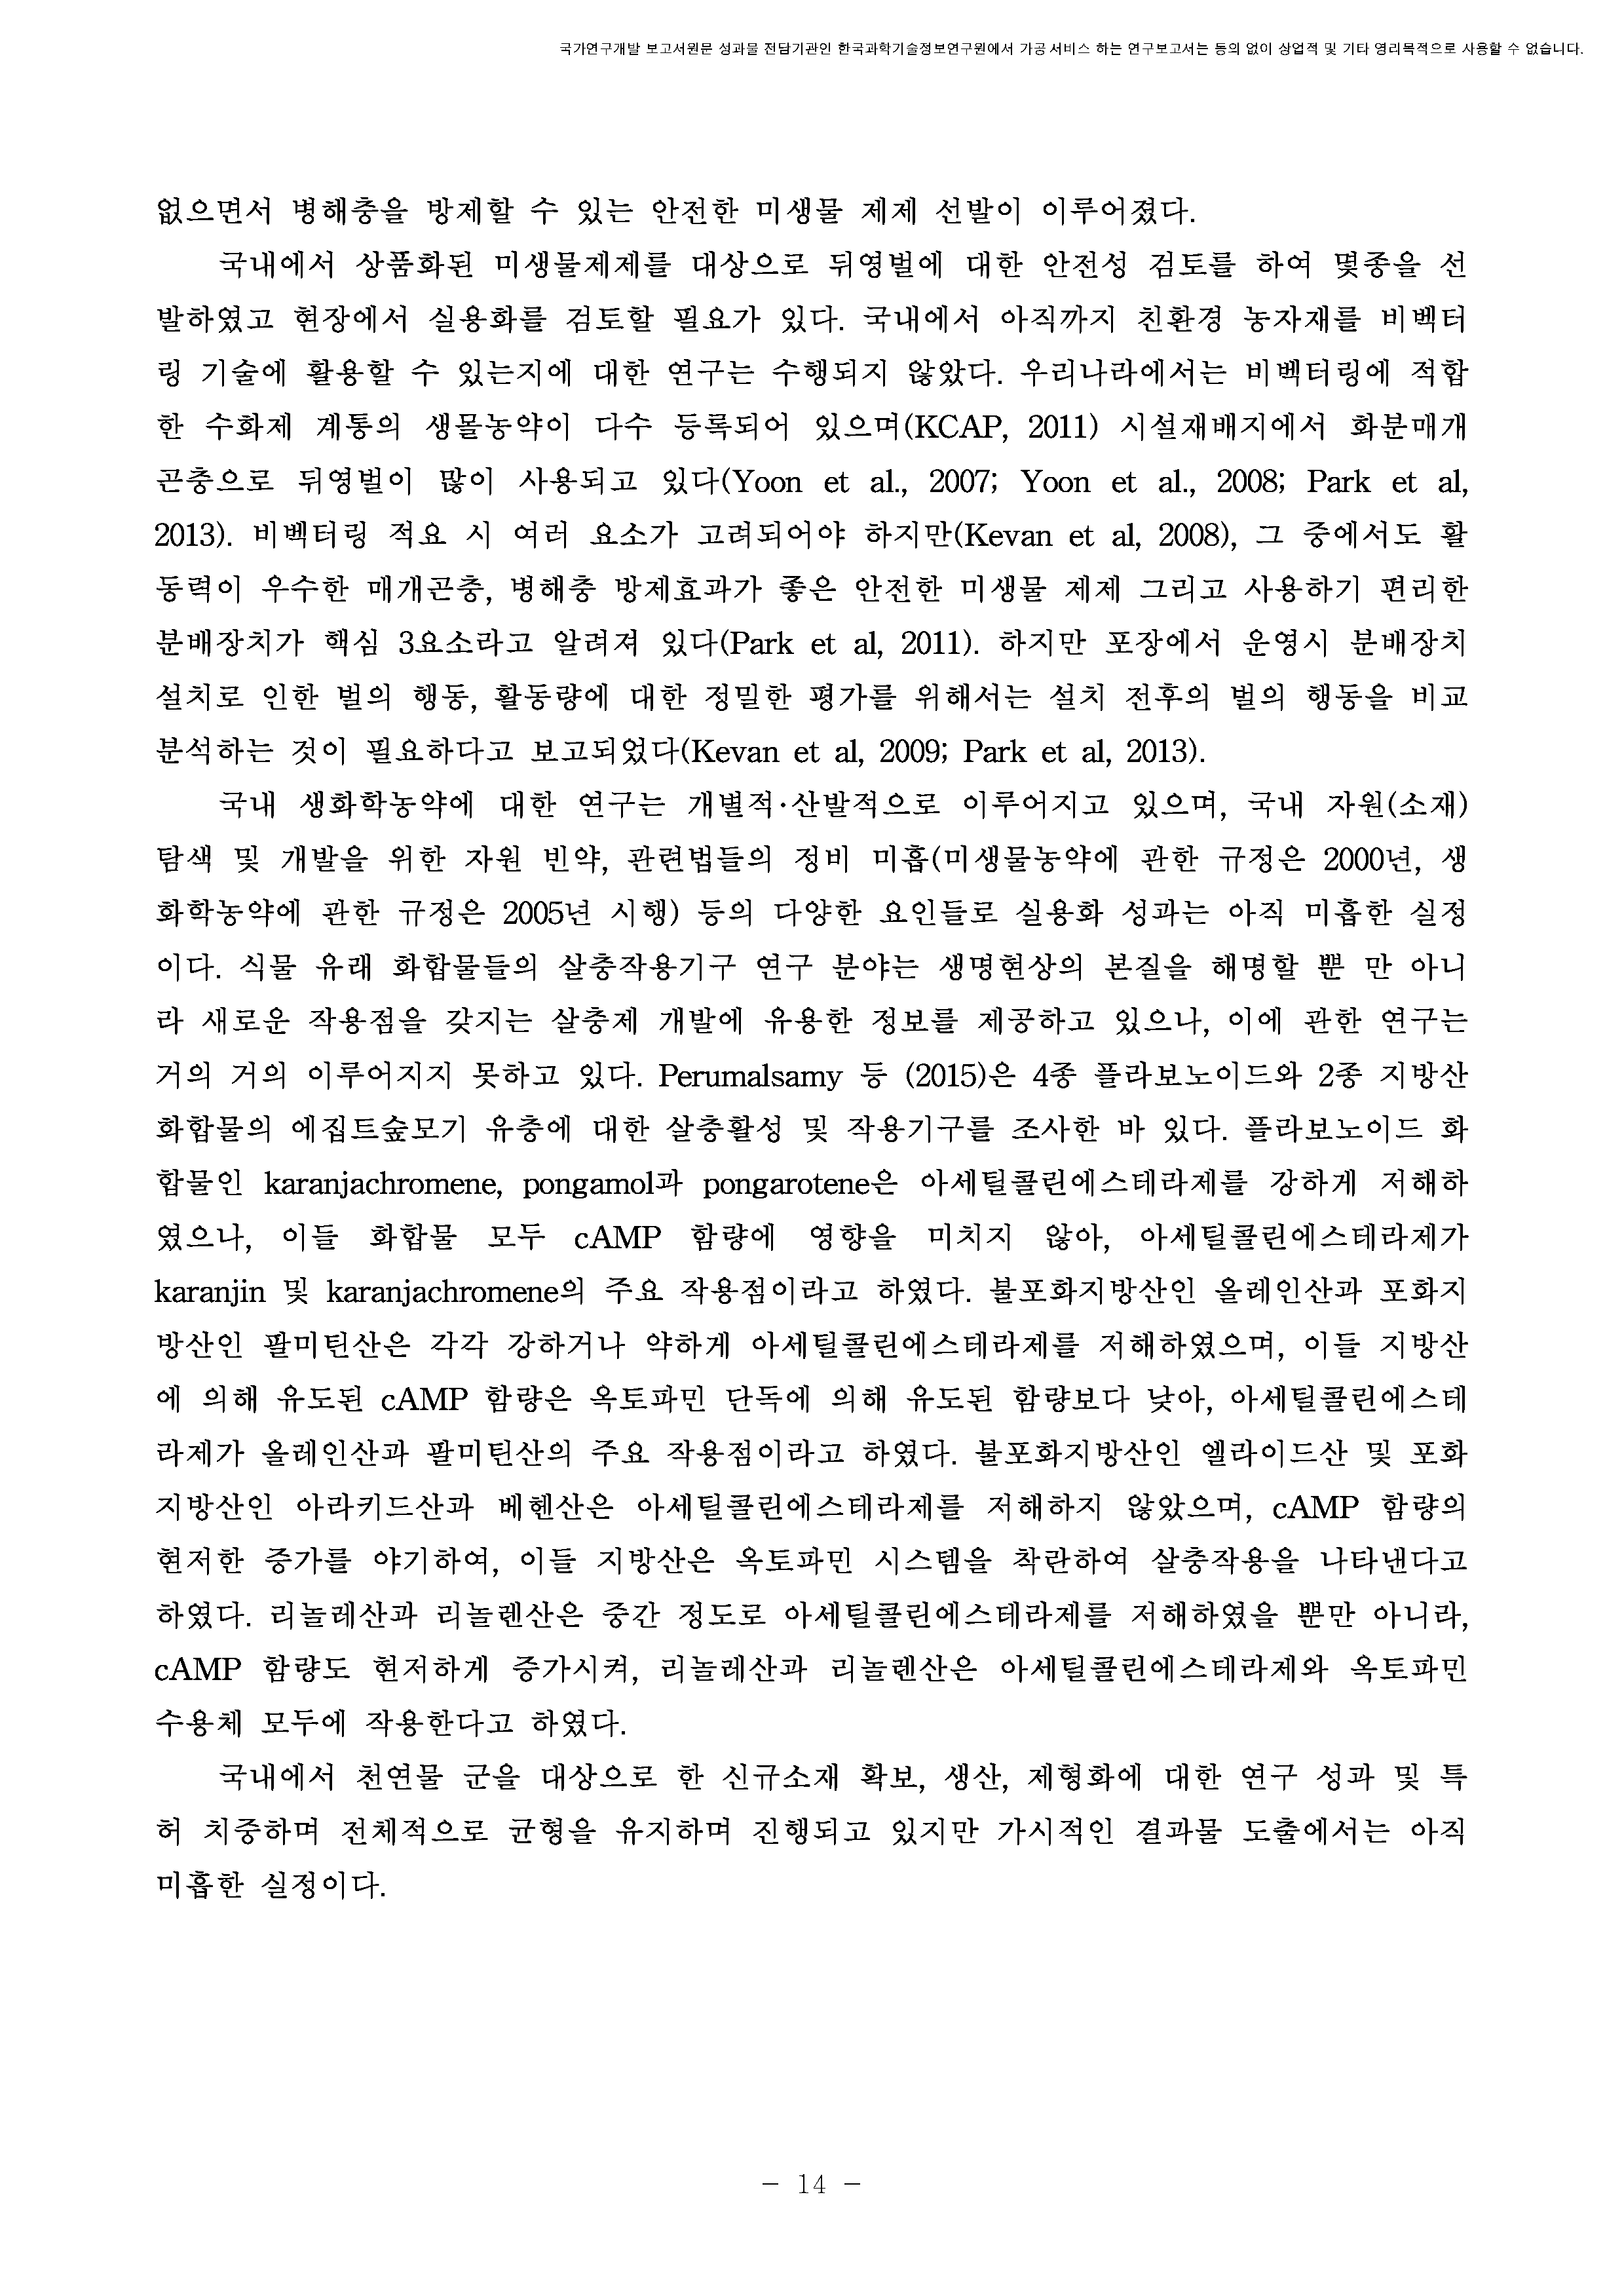 국가연구개발 보고서원문 성과물 전담기관인 한국과학기술정보연구원에서 가공·서비스 하는 연구보고서는 동의 없이 상업적 및 기타 영리목적으로 사용할 수 없습니다.
없으면서 병해충을 방제할 수 있는 안전한 미생물 제제 선발이 이루어졌다.
국내에서 상품화된 미생물제제를 대상으로 뒤영벌에 대한 안전성 검토를 하여 몇종을 선
발하였고 현장에서 실용화를 검토할 필요가 있다. 국내에서 아직까지 친환경 농자재를 비벡터
링 기술에 활용할 수 있는지에 대한 연구는 수행되지 않았다. 우리나라에서는 비벡터링에 적합
한 수화제 계통의 생물농약이 다수 등록되어 있으며(KCAP, 2011) 시설재배지에서 화분매개
곤충으로 뒤영벌이 많이 사용되고 있다(Yoon et al., 2007; Yoon et al., 2008; Park et al,
2013). 비벡터링 적요 시 여러 요소가 고려되어야 하지만(Kevan et al, 2008), 그 중에서도 활
동력이 우수한 매개곤충, 병해충 방제효과가 좋은 안전한 미생물 제제 그리고 사용하기 편리한
분배장치가 핵심 3요소라고 알려져 있다(Park et al, 2011). 하지만 포장에서 운영시 분배장치
설치로 인한 벌의 행동, 활동량에 대한 정밀한 평가를 위해서는 설치 전후의 벌의 행동을 비교
분석하는 것이 필요하다고 보고되었다(Kevan et al, 2009; Park et al, 2013).
국내 생화학농약에 대한 연구는 개별적·산발적으로 이루어지고 있으며, 국내 자원(소재)
탐색 및 개발을 위한 자원 빈약, 관련법들의 정비 미흡(미생물농약에 관한 규정은 2000년, 생
화학농약에 관한 규정은 2005년 시행) 등의 다양한 요인들로 실용화 성과는 아직 미흡한 실정
이다. 식물 유래 화합물들의 살충작용기구 연구 분야는 생명현상의 본질을 해명할 뿐 만 아니
라 새로운 작용점을 갖지는 살충제 개발에 유용한 정보를 제공하고 있으나, 이에 관한 연구는
거의 거의 이루어지지 못하고 있다. Perumalsamy 등 (2015)은 4종 플라보노이드와 2종 지방산
화합물의 에집트숲모기 유충에 대한 살충활성 및 작용기구를 조사한 바 있다. 플라보노이드 화
합물인 karanjachromene, pongamol과 pongarotene은 아세틸콜린에스테라제를 강하게 저해하
였으나, 이들 화합물 모두 cAMP 함량에 영향을 미치지 않아, 아세틸콜린에스테라제가
karanjin 및 karanjachromene의 주요 작용점이라고 하였다. 불포화지방산인 올레인산과 포화지
방산인 팔미틴산은 각각 강하거나 약하게 아세틸콜린에스테라제를 저해하였으며, 이들 지방산
에 의해 유도된 cAMP 함량은 옥토파민 단독에 의해 유도된 함량보다 낮아, 아세틸콜린에스테
라제가 올레인산과 팔미틴산의 주요 작용점이라고 하였다. 불포화지방산인 엘라이드산 및 포화
지방산인 아라키드산과 베헨산은 아세틸콜린에스테라제를 저해하지 않았으며, cAMP 함량의
현저한 증가를 야기하여, 이들 지방산은 옥토파민 시스템을 착란하여 살충작용을 나타낸다고
하였다. 리놀레산과 리놀렌산은 중간 정도로 아세틸콜린에스테라제를 저해하였을 뿐만 아니라,
cAMP 함량도 현저하게 증가시켜, 리놀레산과 리놀렌산은 아세틸콜린에스테라제와 옥토파민
수용체 모두에 작용한다고 하였다.
국내에서 천연물 군을 대상으로 한 신규소재 확보, 생산, 제형화에 대한 연구 성과 및 특
허 치중하며 전체적으로 균형을 유지하며 진행되고 있지만 가시적인 결과물 도출에서는 아직
미흡한 실정이다.
- 14 -